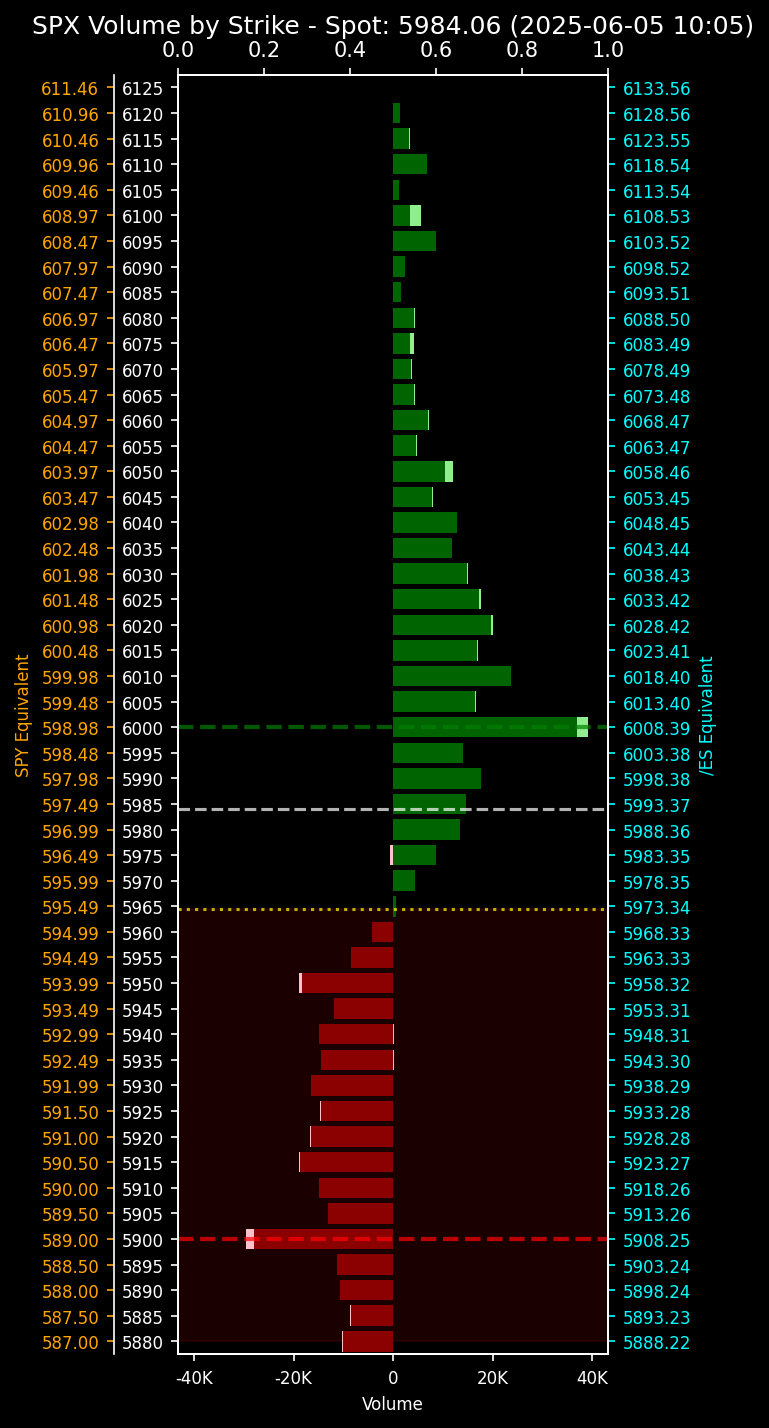 SPX Volume by Strike - Spot: 5984.06 (2025-06-05 10:05)
0.0 0.2 0.4 0.6 0.8 1.0
611.46 6125 6133.56
610.96 6120 6128.56
610.46 6115 6123.55
609.96 6110 6118.54
609.46 6105 6113.54
608.97 6100 6108.53
608.47 6095 6103.52
607.97 6090 6098.52
607.47 6085 6093.51
606.97 6080 6088.50
606.47 6075 6083.49
605.97 6070 6078.49
605.47 6065 6073.48
604.97 6060 6068.47
604.47 6055 6063.47
603.97 6050 6058.46
603.47 6045 6053.45
602.98 6040 6048.45
602.48 6035 6043.44
601.98 6030 6038.43
601.48 6025 6033.42
600.98 6020 6028.42
600.48 6015 6023.41
599.98 6010 6018.40
599.48 6005 6013.40
598.98 6000 6008.39
598.48 5995 6003.38
597.98 5990 5998.38
597.49 5985 5993.37
596.99 5980 5988.36
596.49 5975 5983.35
595.99 5970 5978.35
595.49 5965 5973.34
594.99 5960 5968.33
594.49 5955 5963.33
593.99 5950 5958.32
593.49 5945 5953.31
592.99 5940 5948.31
592.49 5935 5943.30
591.99 5930 5938.29
591.50 5925 5933.28
591.00 5920 5928.28
590.50 5915 5923.27
590.00 5910 5918.26
589.50 5905 5913.26
589.00 5900 5908.25
588.50 5895 5903.24
588.00 5890 5898.24
587.50 5885 5893.23
587.00 5880 5888.22
SPY Equivalent
/ES Equivalent
-40K -20K 0 20K 40K
Volume